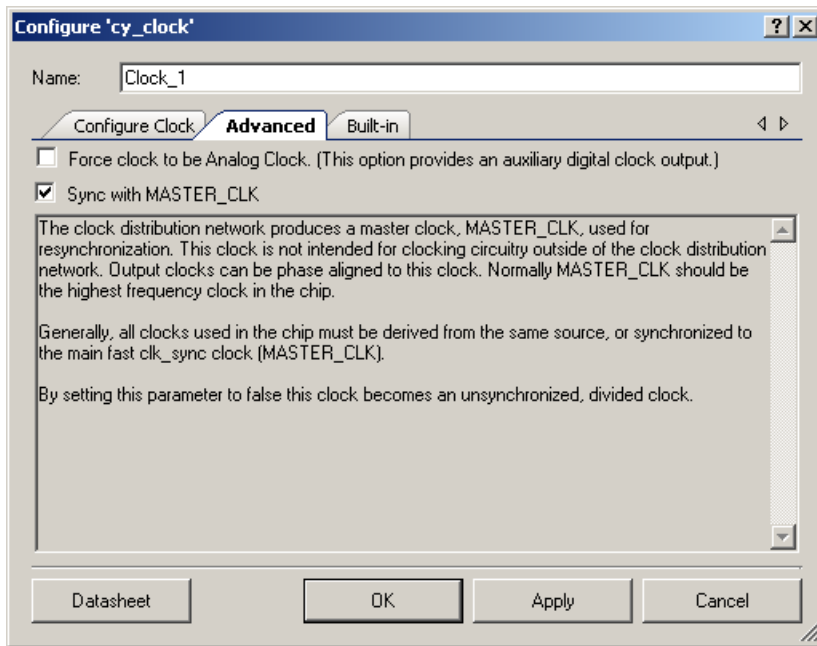 Configure 'cy_clock'
Name: Clock_1
Configure Clock Advanced Built-in
Force clock to be Analog Clock. (This option provides an auxiliary digital clock output.)
Sync with MASTER_CLK
The clock distribution network produces a master clock, MASTER_CLK, used for
resynchronization. This clock is not intended for clocking circuitry outside of the clock distribution
network. Output clocks can be phase aligned to this clock. Normally MASTER_CLK should be
the highest frequency clock in the chip.
Generally, all clocks used in the chip must be derived from the same source, or synchronized to
the main fast clk_sync clock (MASTER_CLK).
By setting this parameter to false this clock becomes an unsynchronized, divided clock.
Datasheet OK Apply Cancel